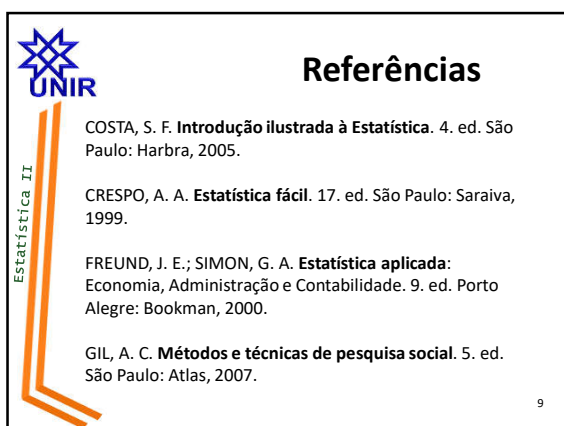 UNIR
Referências
Estatística II
COSTA, S. F. Introdução ilustrada à Estatística. 4. ed. São
Paulo: Harbra, 2005.
CRESPO, A. A. Estatística fácil. 17. ed. São Paulo: Saraiva,
1999.
FREUND, J. E.; SIMON, G. A. Estatística aplicada:
Economia, Administração e Contabilidade. 9. ed. Porto
Alegre: Bookman, 2000.
GIL, A. C. Métodos e técnicas de pesquisa social. 5. ed.
São Paulo: Atlas, 2007.
9